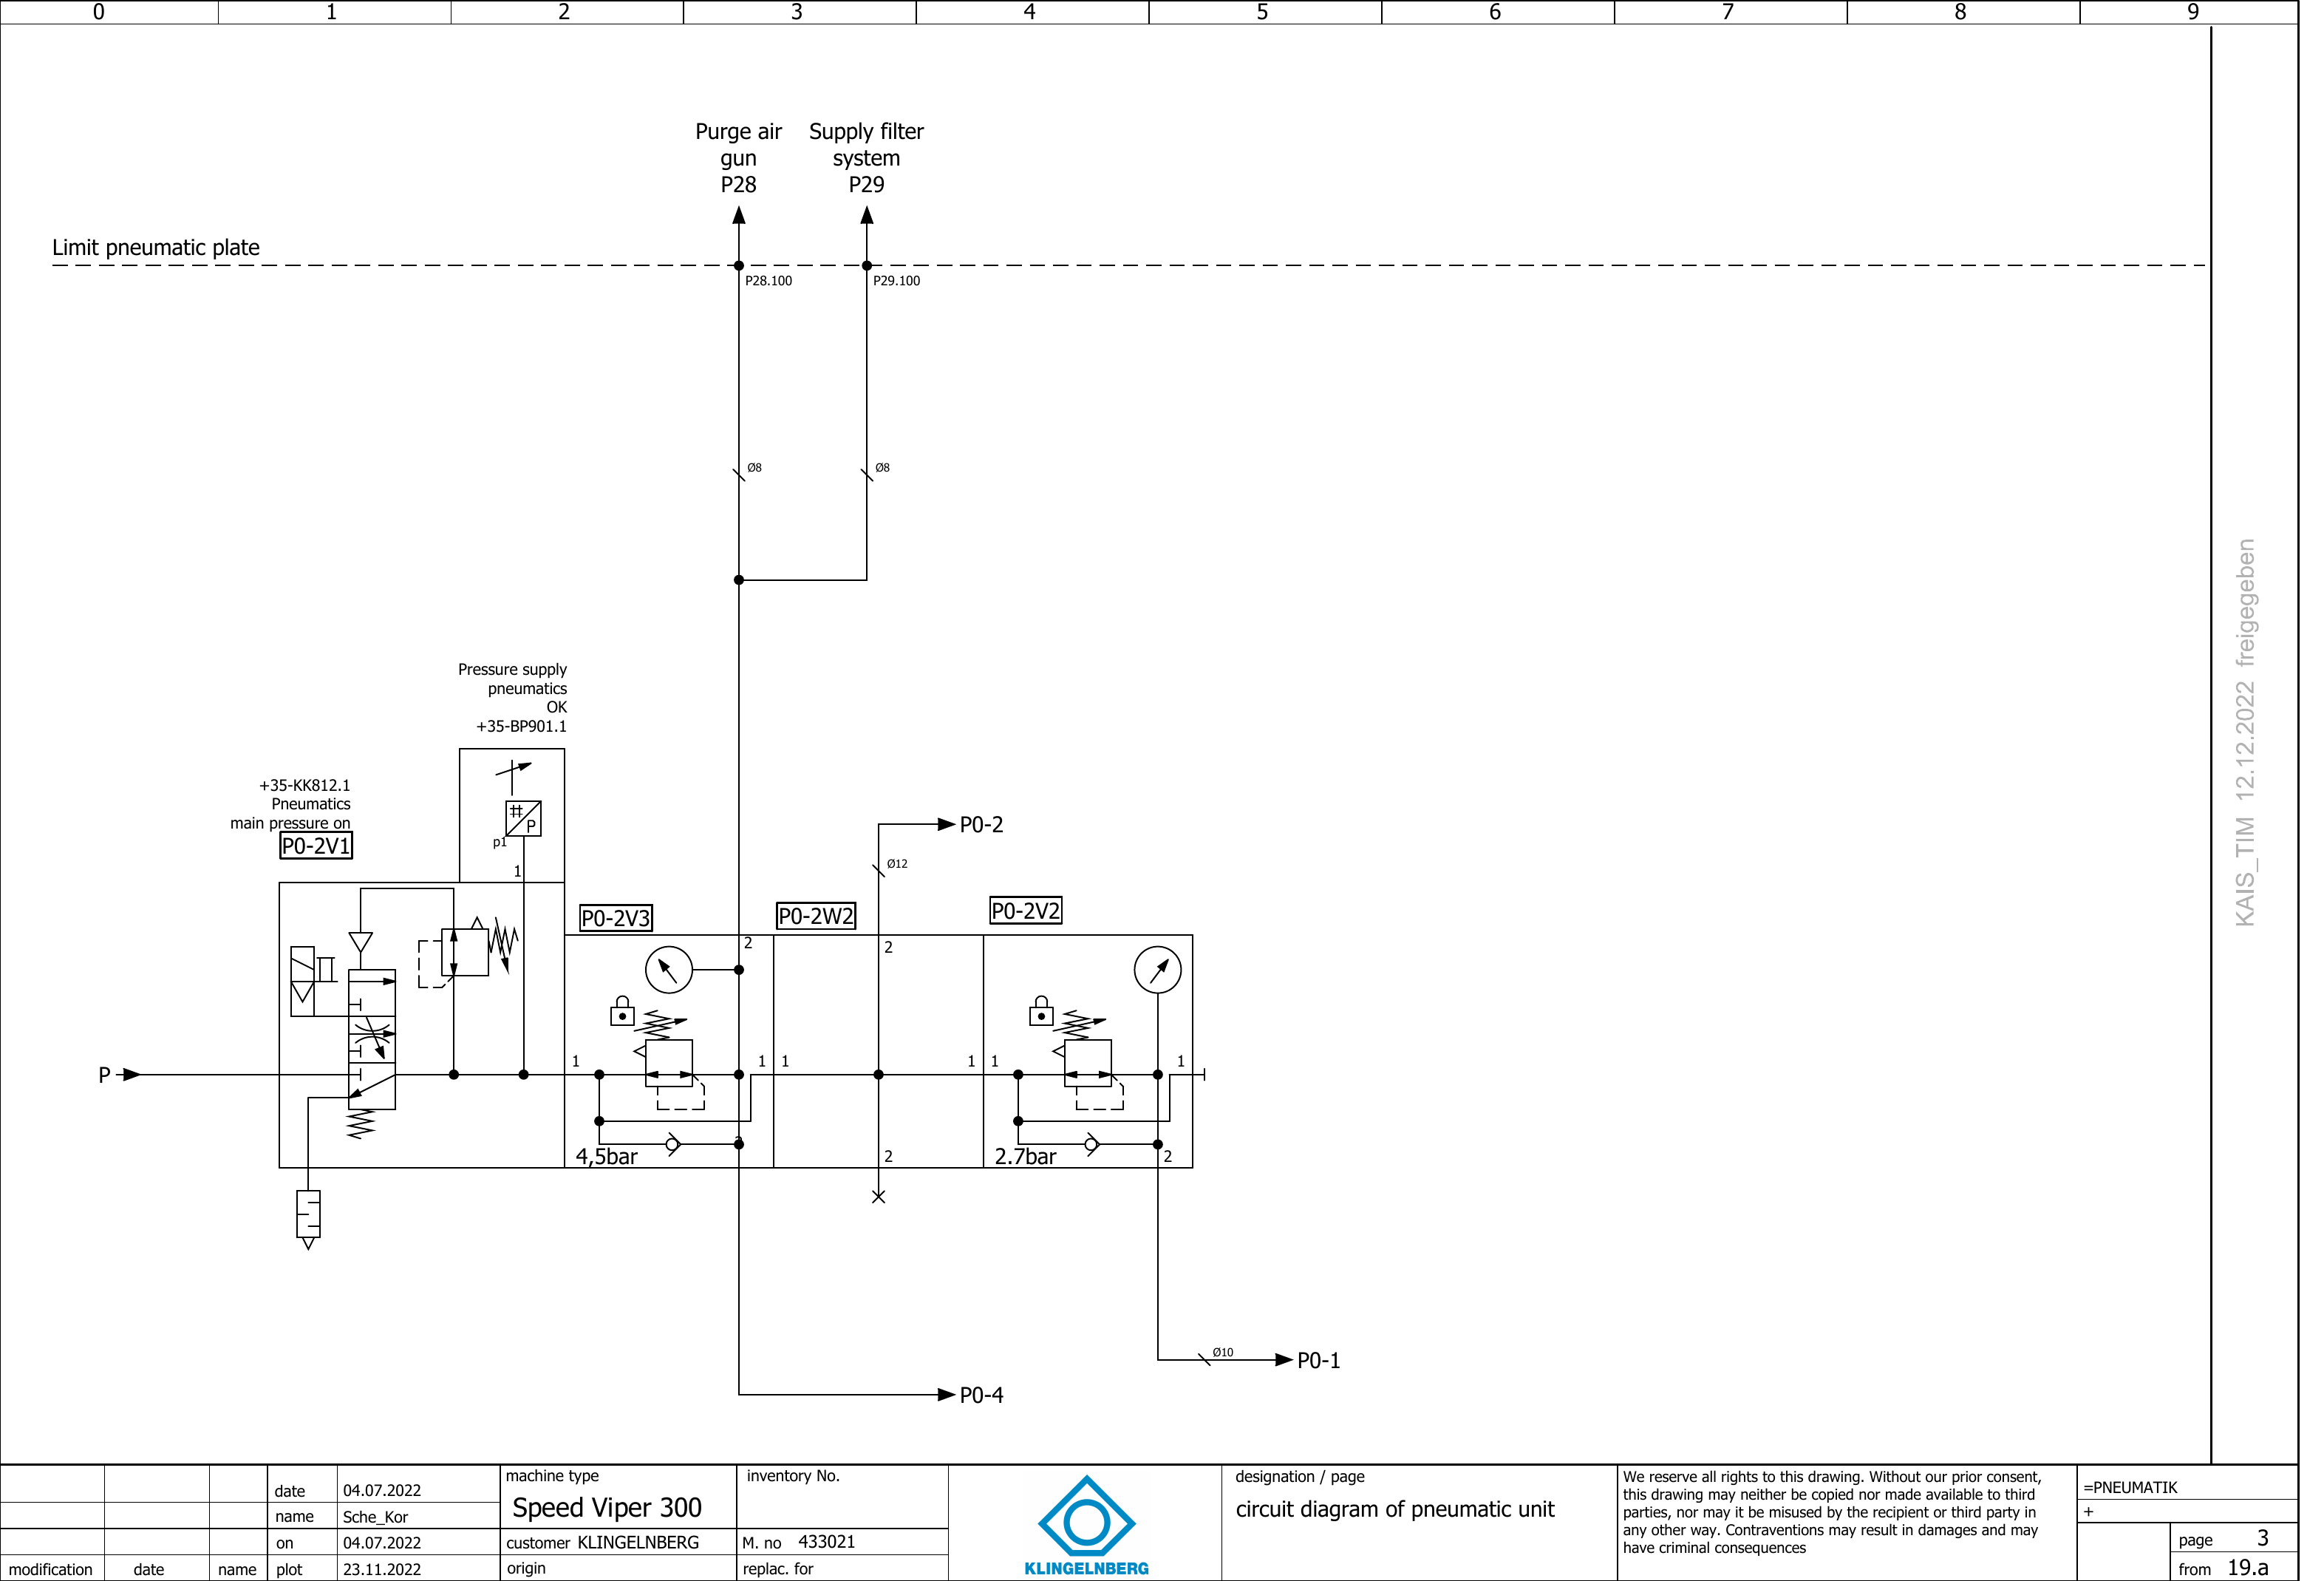 0 1 2 3 4 5 6 7 8 9
Purge air
gun
P28
Supply filter
system
P29
Limit pneumatic plate
P28.100
P29.100
Ø8
Ø8
Pressure supply
pneumatics
OK
+35-BP901.1
+35-KK812.1
Pneumatics
main pressure on
P0-2V1
P
p1
1
P0-2
Ø12
P0-2V3
P0-2W2
P0-2V2
2
2
P
1
1
1
1
1
1
2
4,5bar
2
2.7bar
2
Ø10
P0-1
P0-4
KAIS_TIM 12.12.2022 freigegeben
modification date name
date 04.07.2022
name Sche_Kor
on 04.07.2022
plot 23.11.2022
machine type
Speed Viper 300
customer KLINGELNBERG
origin
inventory No.
M. no 433021
replac. for
KLINGELNBERG
designation / page
circuit diagram of pneumatic unit
We reserve all rights to this drawing. Without our prior consent,
this drawing may neither be copied nor made available to third
parties, nor may it be misused by the recipient or third party in
any other way. Contraventions may result in damages and may
have criminal consequences
=PNEUMATIK
+
page 3
from 19.a